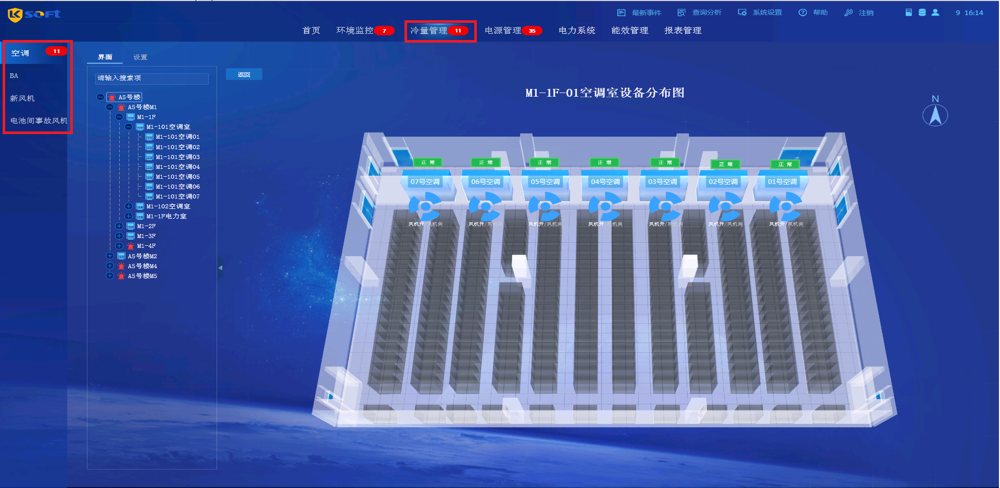 K SOFT
最新事件 查询分析 系统设置 帮助 注销 9 16:14
首页 环境监控 7 冷量管理 11 电源管理 35 电力系统 能效管理 报表管理
空调 11
BA
新风机
电池间事故风机
界面 设置
请输入搜索项
返回
A5号楼
A5号楼M1
M1-1F
M1-101空调室
M1-101空调01
M1-101空调02
M1-101空调03
M1-101空调04
M1-101空调05
M1-101空调06
M1-101空调07
M1-102空调室
M1-1F电力室
M1-2F
M1-3F
M1-4F
A5号楼M2
A5号楼M4
A5号楼M5
M1-1F-01空调室设备分布图
N
正常 正常 正常 正常 正常 正常 正常
07号空调 06号空调 05号空调 04号空调 03号空调 02号空调 01号空调
风机开/风机关 风机开/风机关 风机开/风机关 风机开/风机关 风机开/风机关 风机开/风机关 风机开/风机关